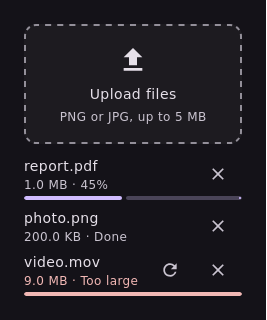 Upload files
PNG or JPG, up to 5 MB
report.pdf
1.0 MB · 45%
photo.png
200.0 KB · Done
video.mov
9.0 MB · Too large